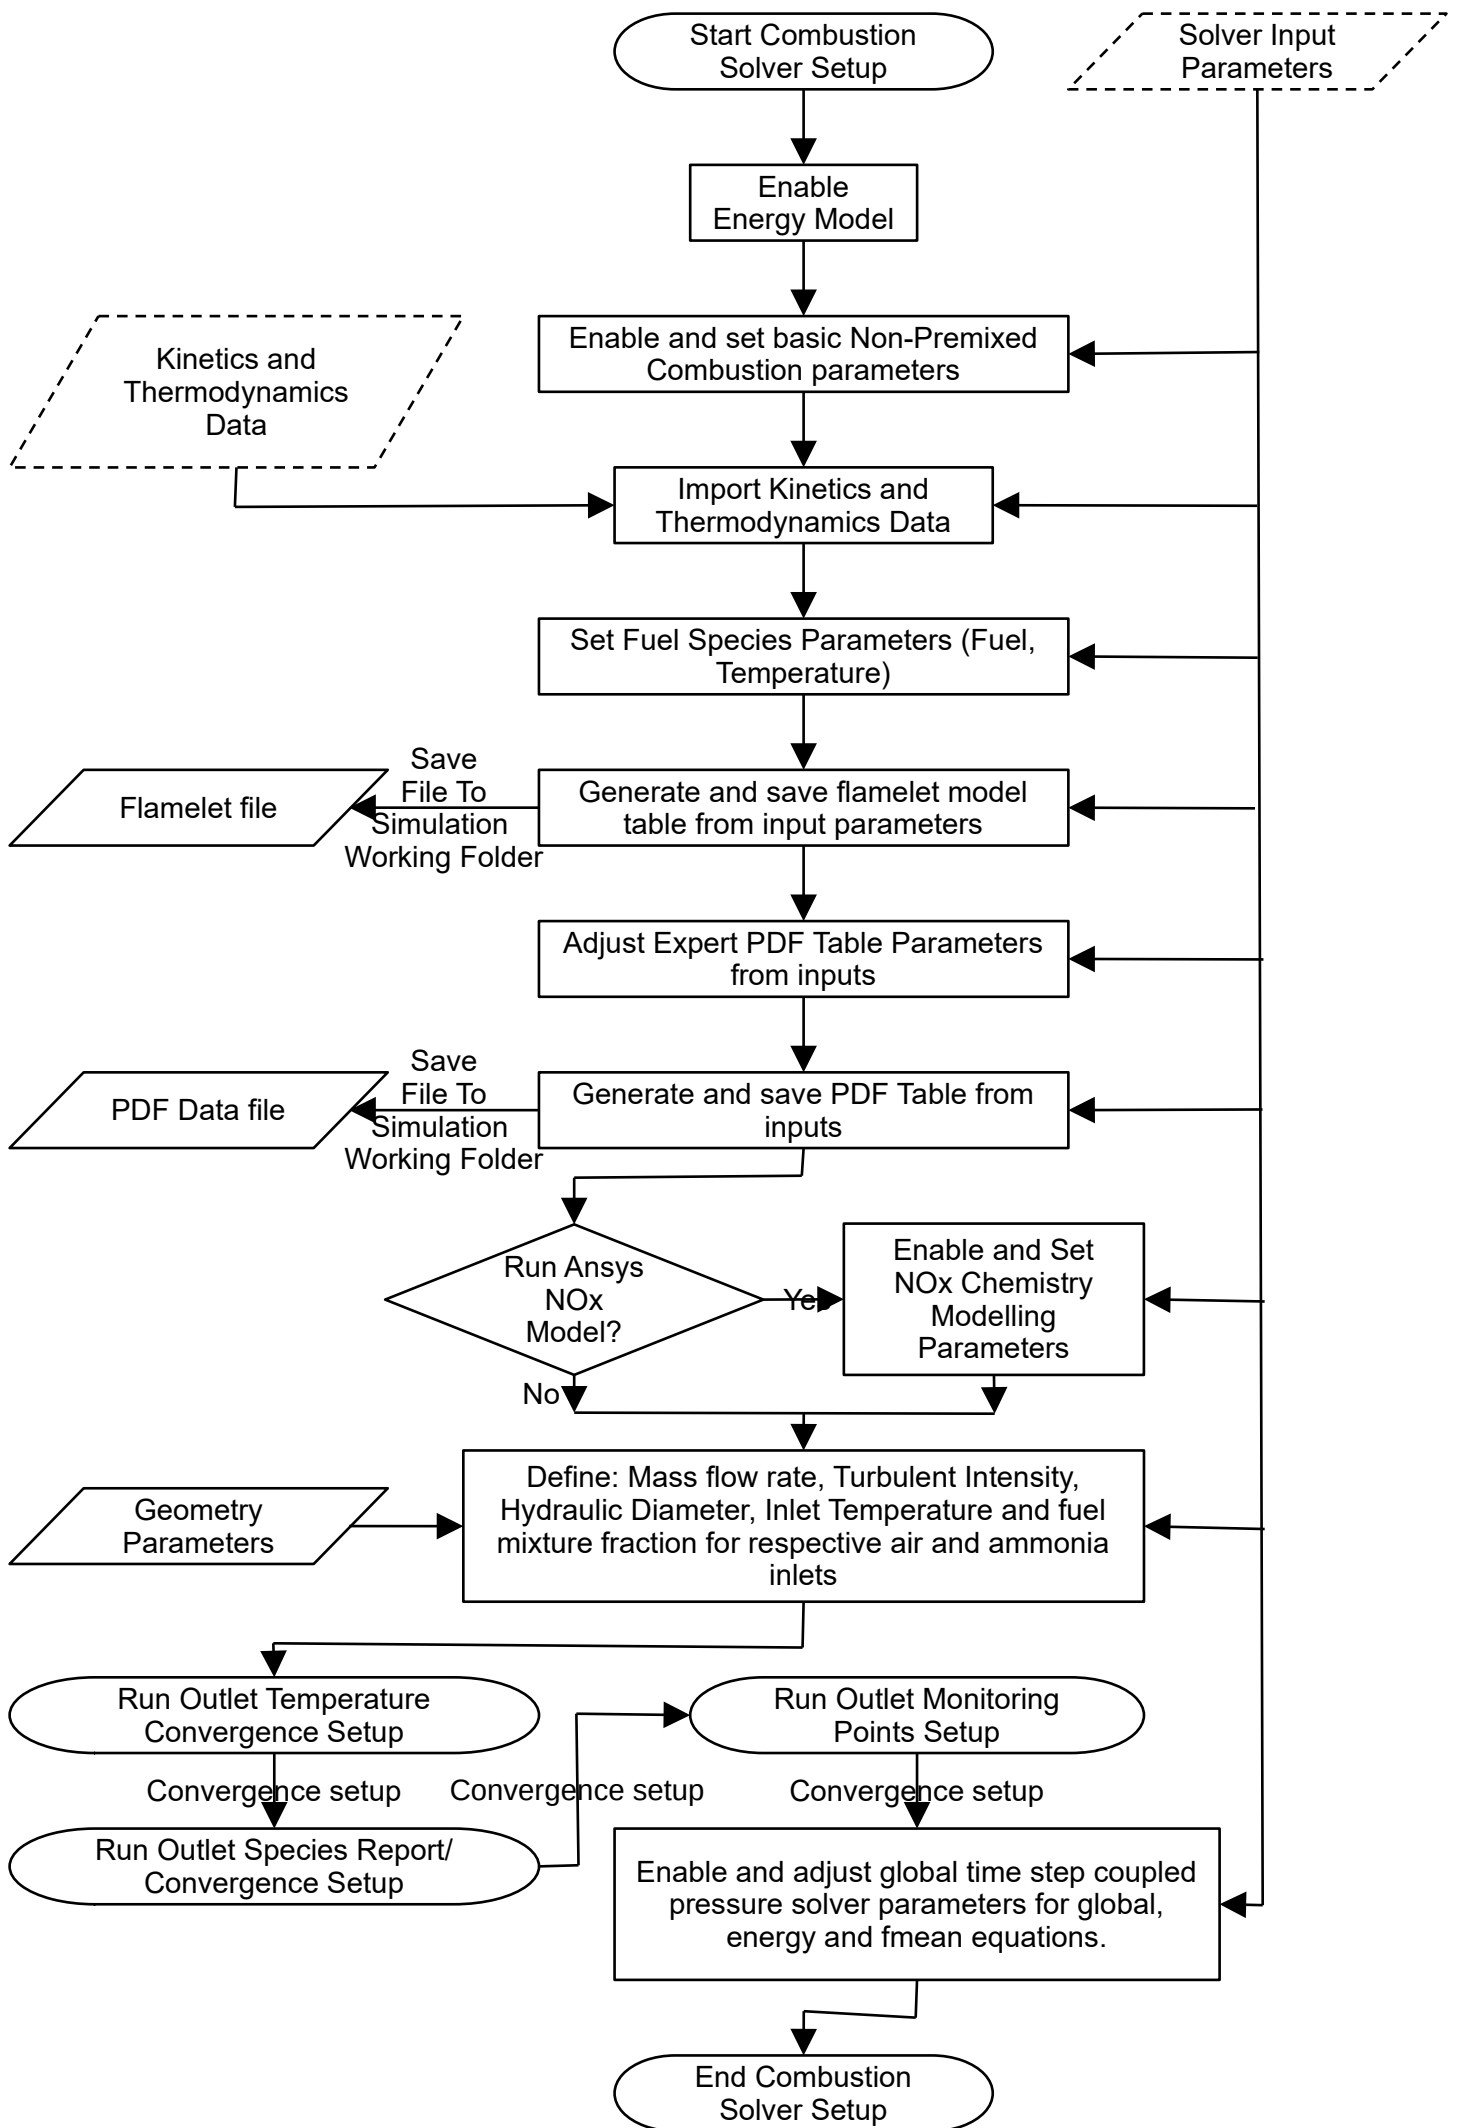 Start Combustion
Solver Setup
Solver Input
Parameters
Enable
Energy Model
Enable and set basic Non-Premixed
Combustion parameters
Kinetics and
Thermodynamics
Data
Import Kinetics and
Thermodynamics Data
Set Fuel Species Parameters (Fuel,
Temperature)
Save
File To
Simulation
Working Folder
Flamelet file
Generate and save flamelet model
table from input parameters
Adjust Expert PDF Table Parameters
from inputs
Save
File To
Simulation
Working Folder
PDF Data file
Generate and save PDF Table from
inputs
Run Ansys
NOx
Model?
Yes
Enable and Set
NOx Chemistry
Modelling
Parameters
No
Geometry
Parameters
Define: Mass flow rate, Turbulent Intensity,
Hydraulic Diameter, Inlet Temperature and fuel
mixture fraction for respective air and ammonia
inlets
Run Outlet Temperature
Convergence Setup
Run Outlet Monitoring
Points Setup
Convergence setup
Convergence setup
Convergence setup
Run Outlet Species Report/
Convergence Setup
Enable and adjust global time step coupled
pressure solver parameters for global,
energy and fmean equations.
End Combustion
Solver Setup